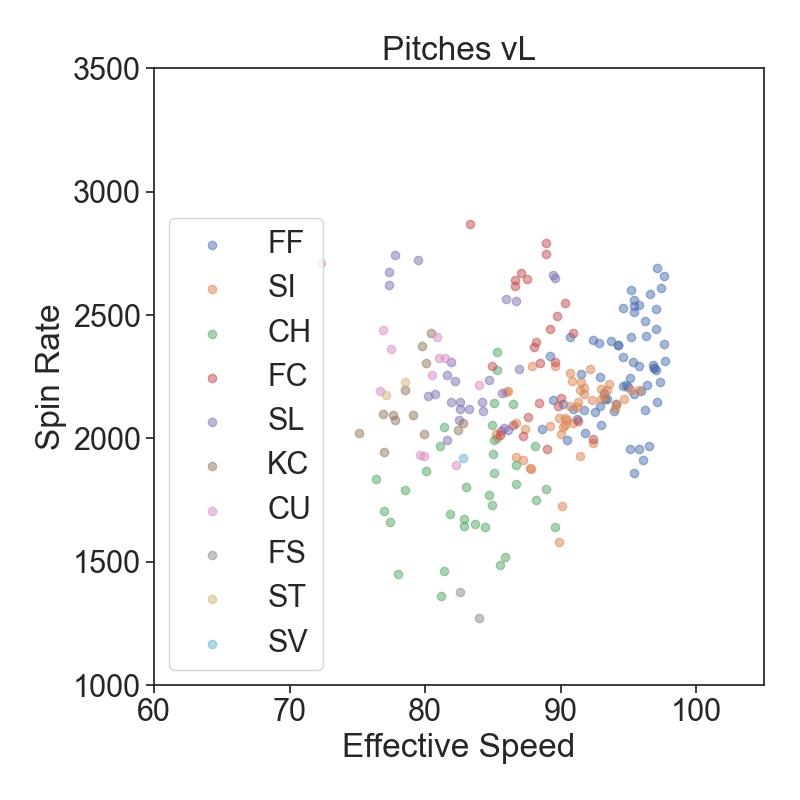 Pitches vL
3500
3000
2500
2000
1500
1000
Spin Rate
FF
SI
CH
FC
SL
KC
CU
FS
ST
SV
60
70
80
90
100
Effective Speed